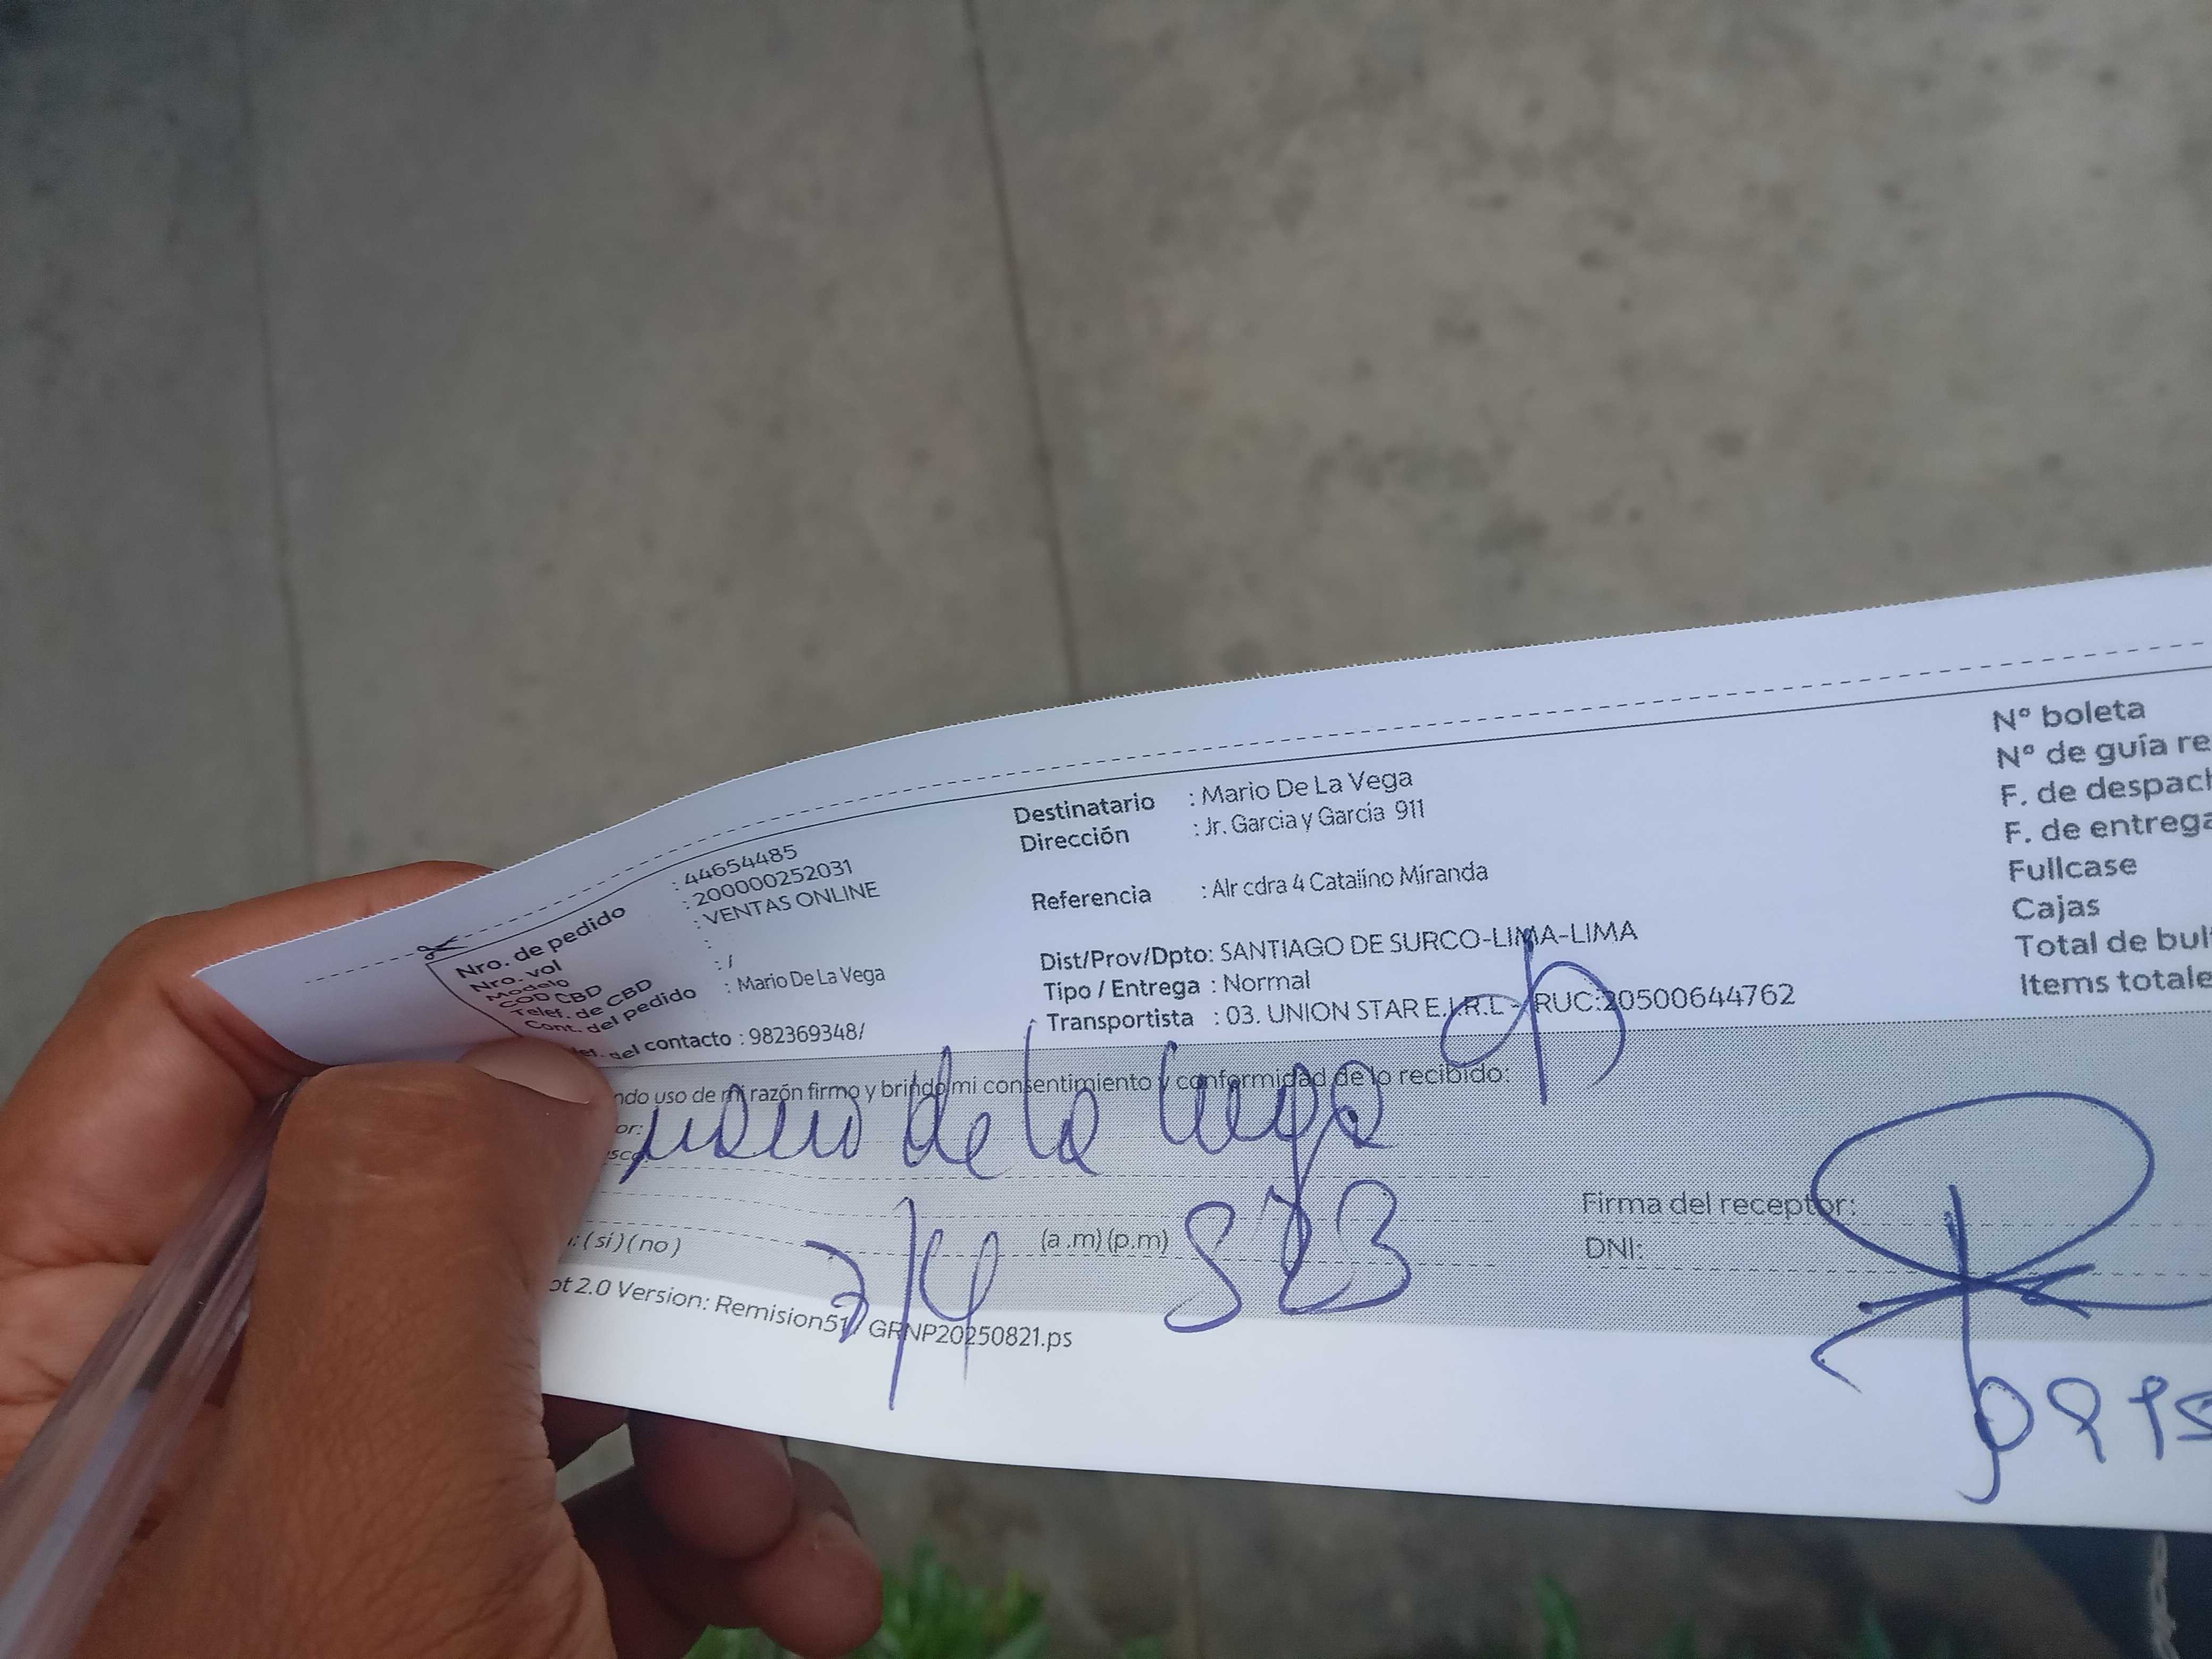 Nro. de pedido : 44654485
Nro. vol : 200000252031
Modelo : VENTAS ONLINE
COD CBD :
Telef. de CBD : /
Cont. del pedido : Mario De La Vega
del contacto : 982369348/
Destinatario : Mario De La Vega
Dirección : Jr. Garcia y García 911
Referencia : Alr cdra 4 Catalino Miranda
Dist/Prov/Dpto: SANTIAGO DE SURCO-LIMA-LIMA
Tipo / Entrega : Normal
Transportista : 03. UNION STAR E.I.R.L - RUC:20500644762
N° boleta
N° de guía re
F. de despach
F. de entrega
Fullcase
Cajas
Total de bul
Items totale
ndo uso de mi razón firmo y brindo mi consentimiento y conformidad de lo recibido:
or: mario de la Vega
sco
: (si) (no) (a.m) (p.m)
Firma del receptor:
DNI:
ot 2.0 Version: Remision51 / GRNP20250821.ps